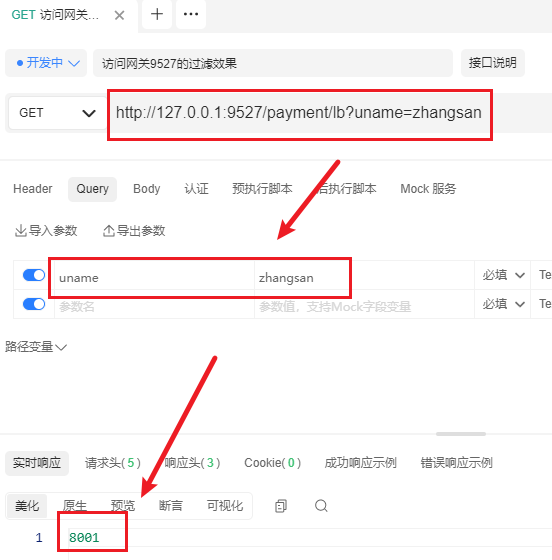 GET 访问网关... × + •••
开发中 访问网关9527的过滤效果 接口说明
GET http://127.0.0.1:9527/payment/lb?uname=zhangsan
Header Query Body 认证 预执行脚本 后执行脚本 Mock 服务
导入参数 导出参数
uname zhangsan 必填 Te
参数名 参数值，支持Mock字段变量 必填 Te
路径变量
实时响应 请求头( 5 ) 响应头( 3 ) Cookie( 0 ) 成功响应示例 错误响应示例
美化 原生 预览 断言 可视化
1 8001